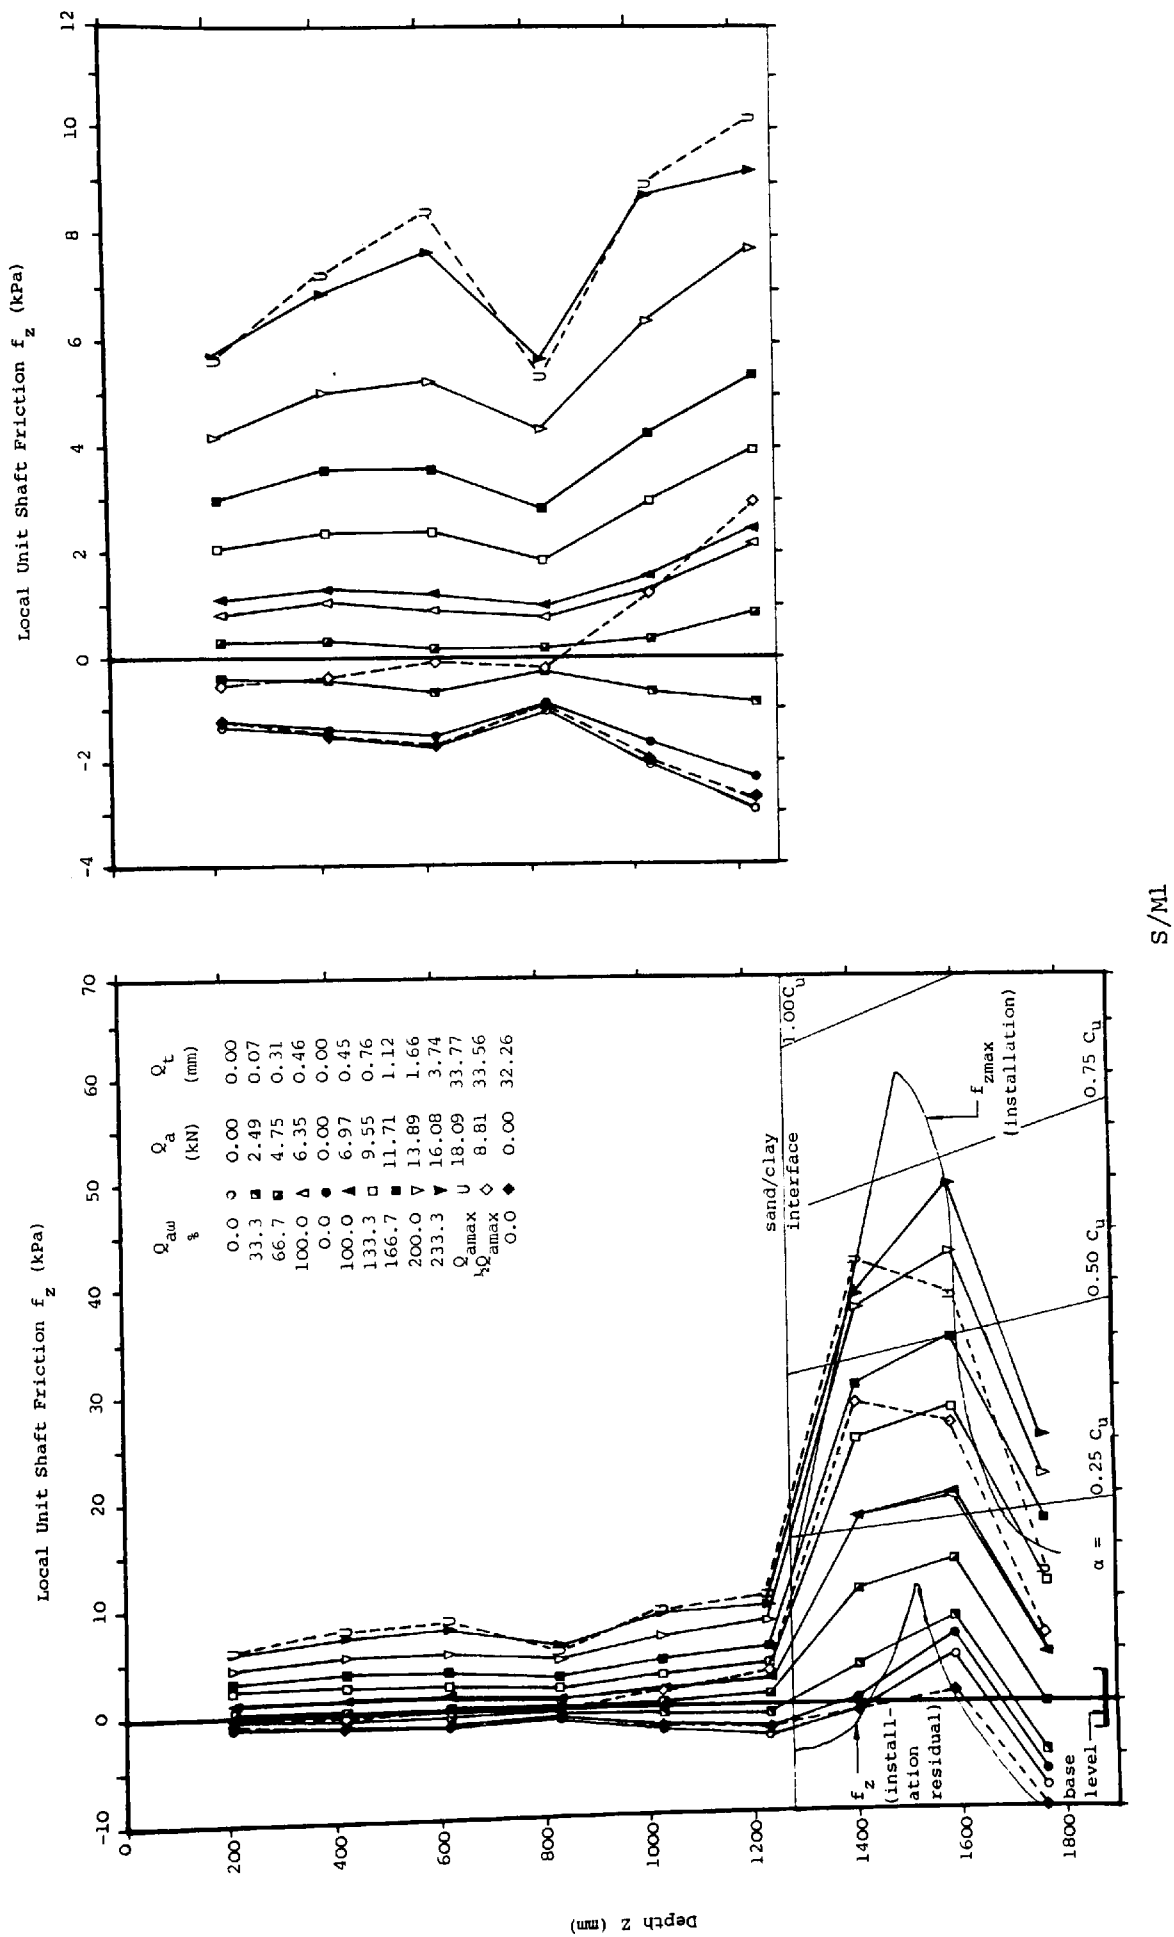 Local Unit Shaft Friction f_z (kPa)
-10 0 10 20 30 40 50 60 70
Q_aw Q_a Q_t
% (kN) (mm)
0.0 0.00 0.00
33.3 2.49 0.07
66.7 4.75 0.31
100.0 6.35 0.46
0.0 0.00 0.00
100.0 6.97 0.45
133.3 9.55 0.76
166.7 11.71 1.12
200.0 13.89 1.66
233.3 16.08 3.74
Q_amax U 18.09 33.77
½Q_amax 8.81 33.56
0.0 0.00 32.26
sand/clay
interface
1.00C_u
f_zmax
(installation)
f_z
(install-
ation
residual)
base
level
α = 0.25 C_u 0.50 C_u 0.75 C_u
200
400
600
800
1000
1200
1400
1600
1800
Depth Z (mm)
Local Unit Shaft Friction f_z (kPa)
-4 -2 0 2 4 6 8 10 12
S/M1